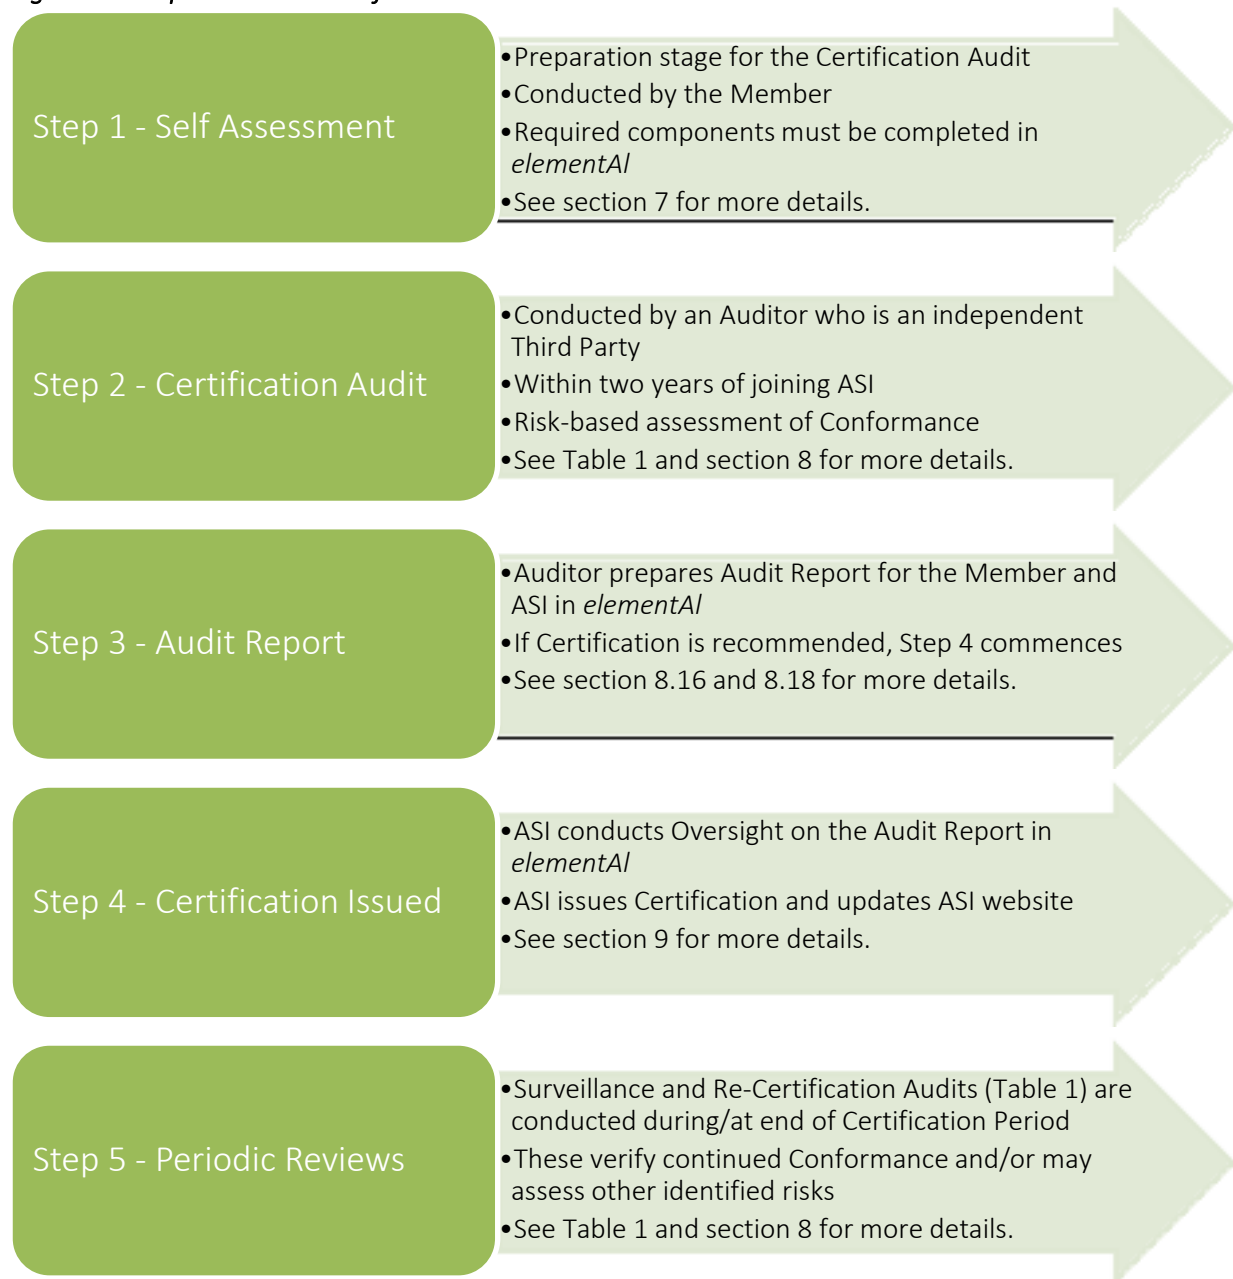 Step 1 - Self Assessment
•Preparation stage for the Certification Audit
•Conducted by the Member
•Required components must be completed in
elementAl
•See section 7 for more details.
Step 2 - Certification Audit
•Conducted by an Auditor who is an independent
Third Party
•Within two years of joining ASI
•Risk-based assessment of Conformance
•See Table 1 and section 8 for more details.
Step 3 - Audit Report
•Auditor prepares Audit Report for the Member and
ASI in elementAl
•If Certification is recommended, Step 4 commences
•See section 8.16 and 8.18 for more details.
Step 4 - Certification Issued
•ASI conducts Oversight on the Audit Report in
elementAl
•ASI issues Certification and updates ASI website
•See section 9 for more details.
Step 5 - Periodic Reviews
•Surveillance and Re-Certification Audits (Table 1) are
conducted during/at end of Certification Period
•These verify continued Conformance and/or may
assess other identified risks
•See Table 1 and section 8 for more details.